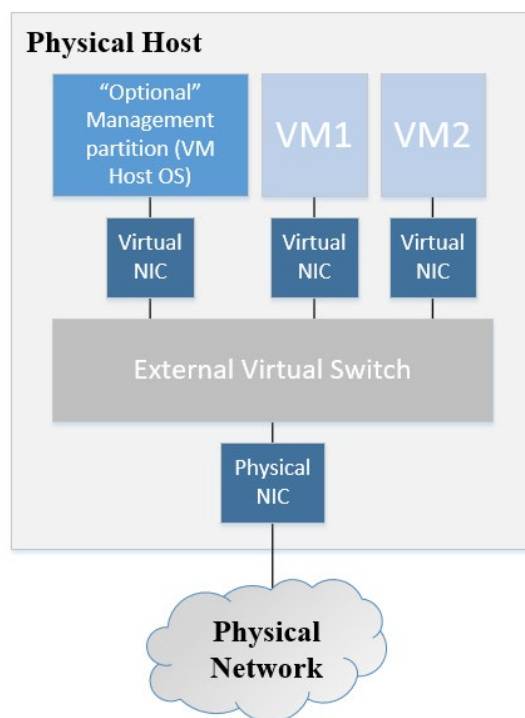 Physical Host
“Optional”
Management
partition (VM
Host OS)
VM1
VM2
Virtual
NIC
Virtual
NIC
Virtual
NIC
External Virtual Switch
Physical
NIC
Physical
Network